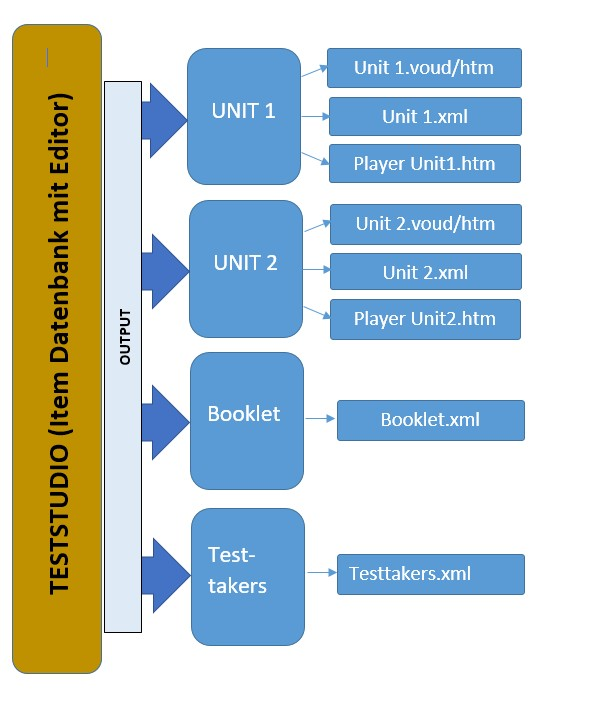 TESTSTUDIO (Item Datenbank mit Editor)
OUTPUT
UNIT 1
Unit 1.voud/htm
Unit 1.xml
Player Unit1.htm
UNIT 2
Unit 2.voud/htm
Unit 2.xml
Player Unit2.htm
Booklet
Booklet.xml
Test-
takers
Testtakers.xml